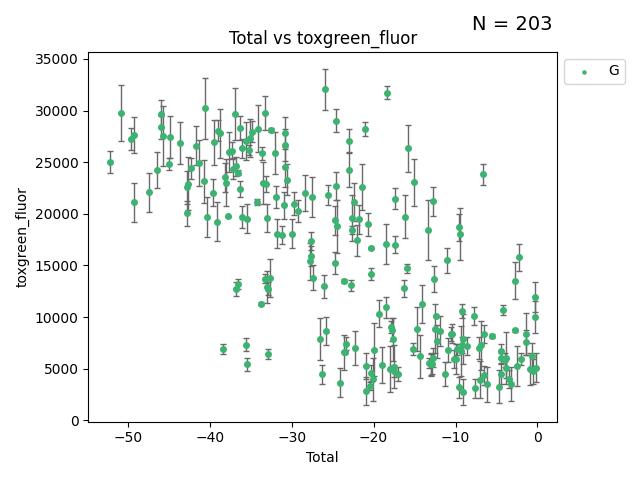 N = 203
Total vs toxgreen_fluor
G
toxgreen_fluor
35000
30000
25000
20000
15000
10000
5000
0
−50 −40 −30 −20 −10 0
Total